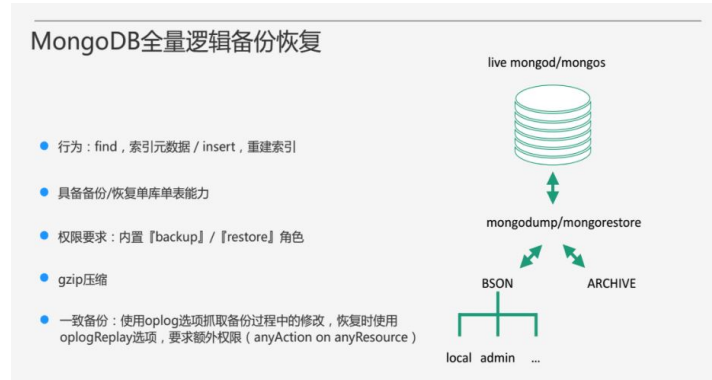 MongoDB全量逻辑备份恢复
live mongod/mongos
行为：find，索引元数据 / insert，重建索引
具备备份/恢复单库单表能力
权限要求：内置『backup』/『restore』角色
gzip压缩
一致备份：使用oplog选项抓取备份过程中的修改，恢复时使用
oplogReplay选项，要求额外权限（anyAction on anyResource）
mongodump/mongorestore
BSON
ARCHIVE
local admin ...